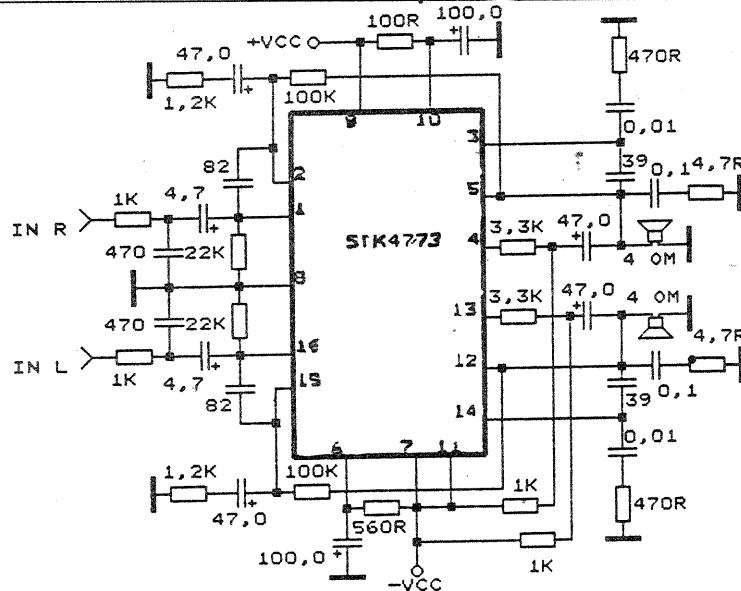 100R
100,0
+VCC
47,0
1,2K
100K
470R
0,01
9
10
3
39
0,1
4,7R
82
2
5
1K
4,7
1
IN R
STK4773
4
3,3K
47,0
4 OM
470
22K
8
13
3,3K
47,0
4 OM
470
22K
16
12
4,7R
IN L
1K
4,7
15
82
0,1
39
14
0,01
6
7
11
1,2K
100K
47,0
560R
1K
470R
100,0
1K
-VCC